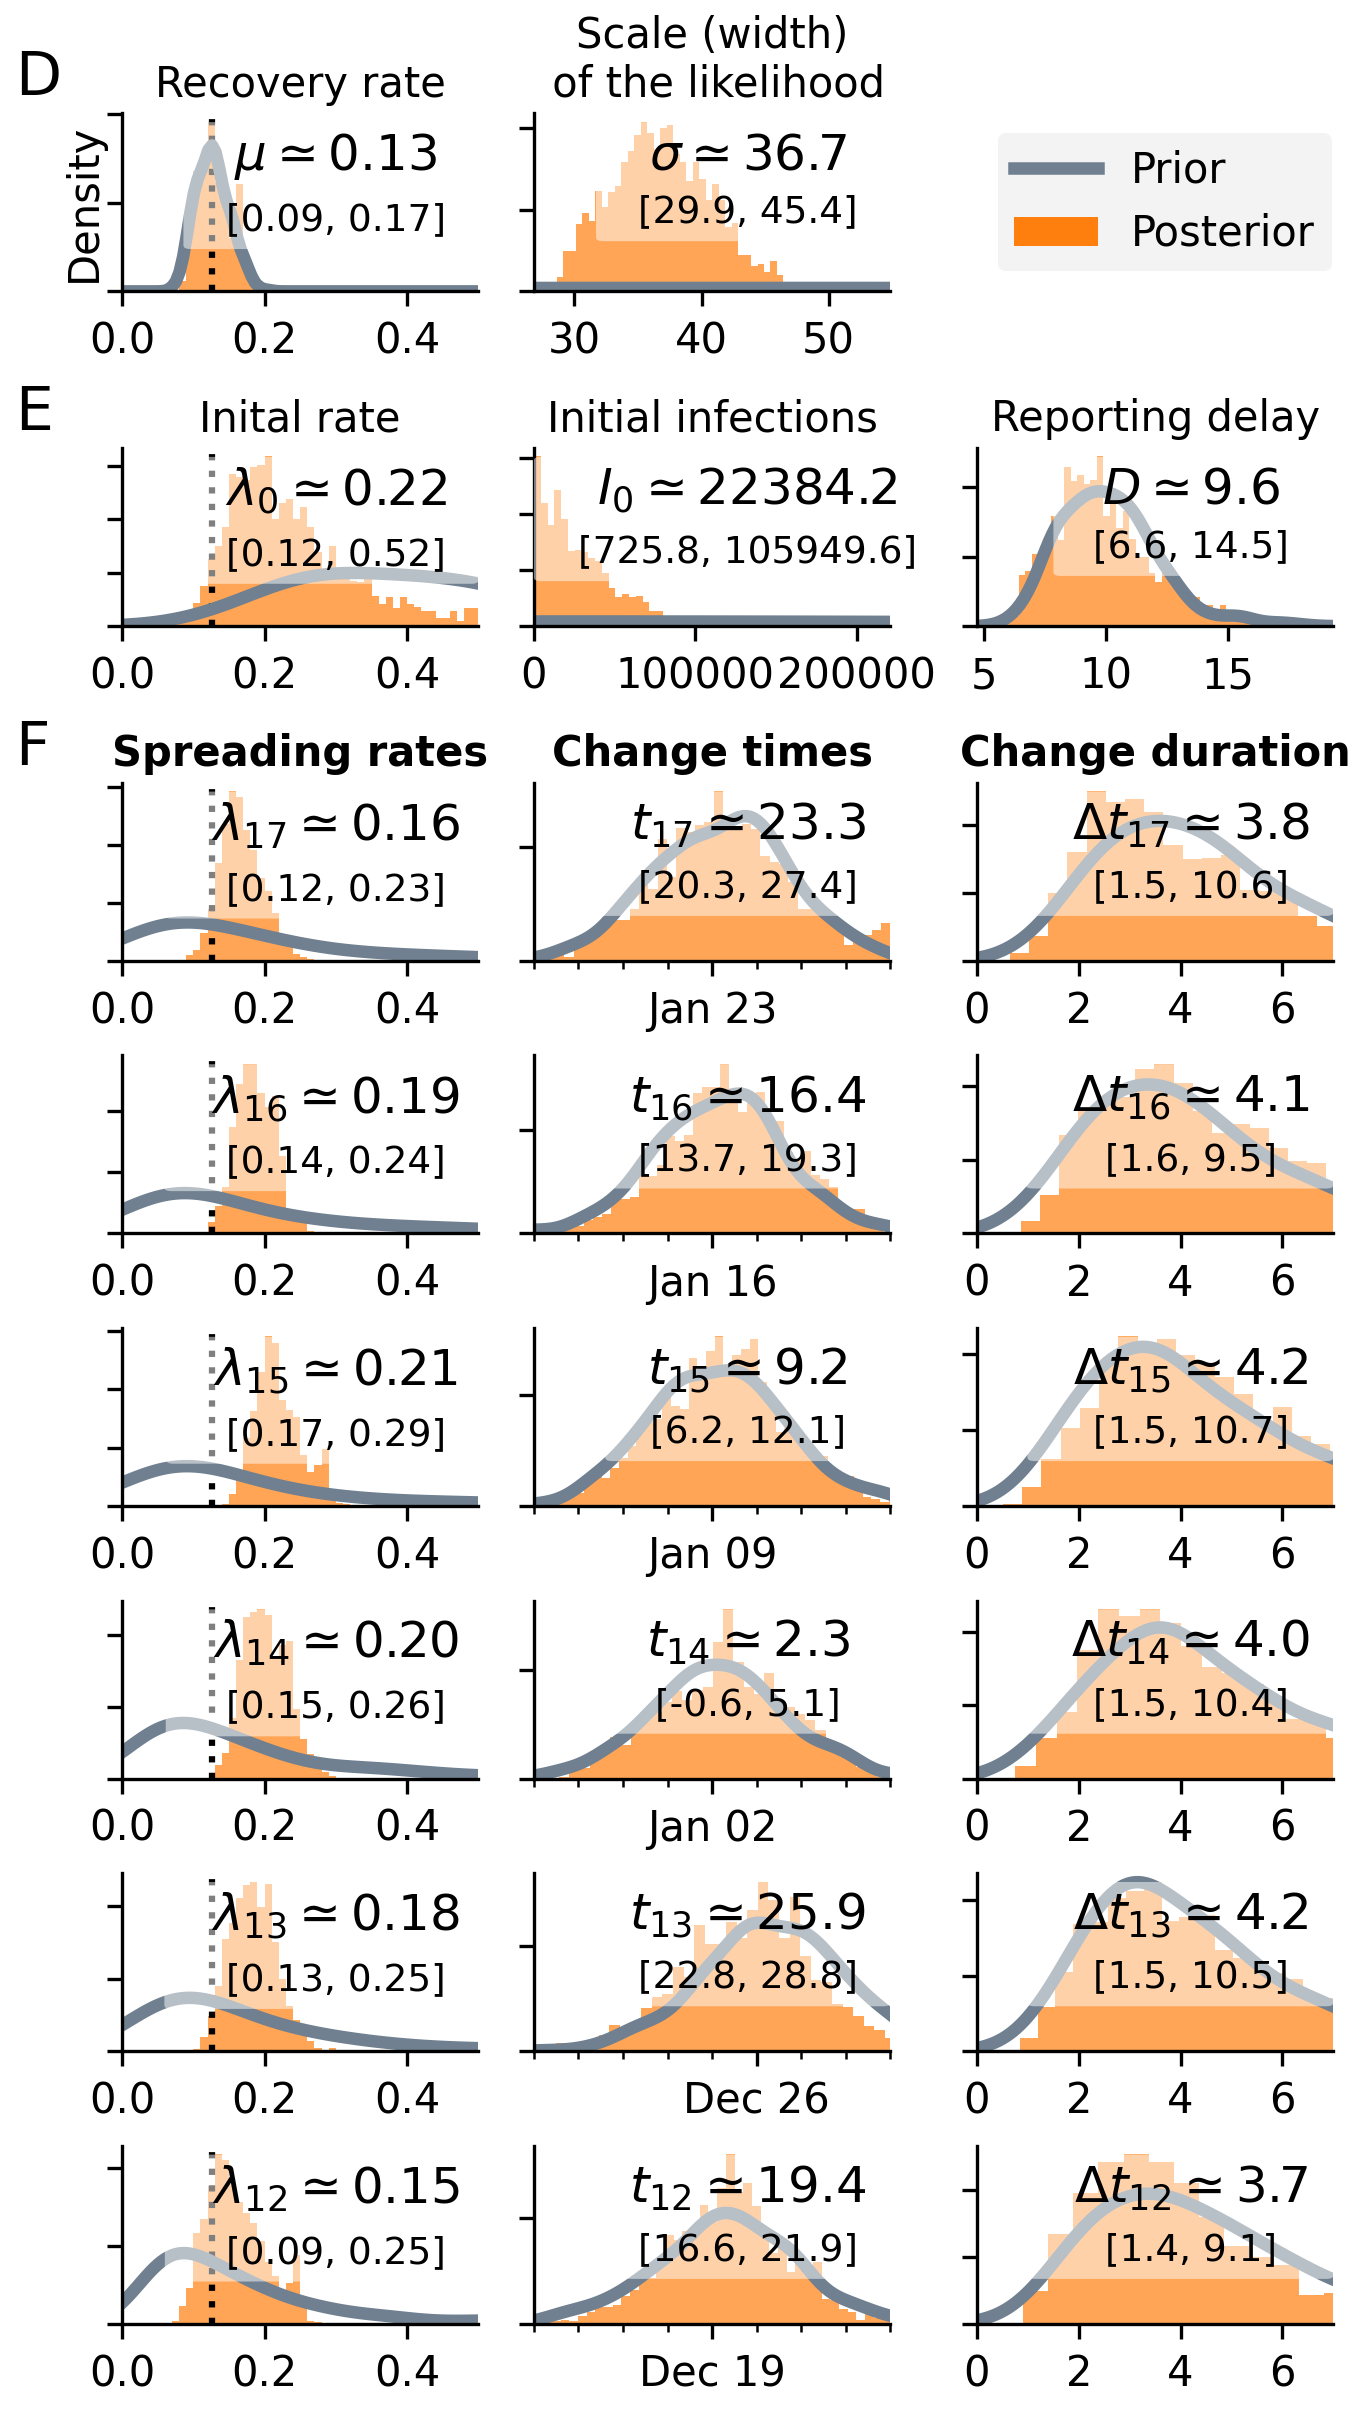 D
Recovery rate
Scale (width)
of the likelihood
Density
μ ≃ 0.13
[0.09, 0.17]
0.0 0.2 0.4
σ ≃ 36.7
[29.9, 45.4]
30 40 50
Prior
Posterior
E
Inital rate
λ0 ≃ 0.22
[0.12, 0.52]
0.0 0.2 0.4
Initial infections
I0 ≃ 22384.2
[725.8, 105949.6]
0 100000 200000
Reporting delay
D ≃ 9.6
[6.6, 14.5]
5 10 15
F
Spreading rates
Change times
Change duration
λ17 ≃ 0.16
[0.12, 0.23]
0.0 0.2 0.4
t17 ≃ 23.3
[20.3, 27.4]
Jan 23
Δt17 ≃ 3.8
[1.5, 10.6]
0 2 4 6
λ16 ≃ 0.19
[0.14, 0.24]
0.0 0.2 0.4
t16 ≃ 16.4
[13.7, 19.3]
Jan 16
Δt16 ≃ 4.1
[1.6, 9.5]
0 2 4 6
λ15 ≃ 0.21
[0.17, 0.29]
0.0 0.2 0.4
t15 ≃ 9.2
[6.2, 12.1]
Jan 09
Δt15 ≃ 4.2
[1.5, 10.7]
0 2 4 6
λ14 ≃ 0.20
[0.15, 0.26]
0.0 0.2 0.4
t14 ≃ 2.3
[-0.6, 5.1]
Jan 02
Δt14 ≃ 4.0
[1.5, 10.4]
0 2 4 6
λ13 ≃ 0.18
[0.13, 0.25]
0.0 0.2 0.4
t13 ≃ 25.9
[22.8, 28.8]
Dec 26
Δt13 ≃ 4.2
[1.5, 10.5]
0 2 4 6
λ12 ≃ 0.15
[0.09, 0.25]
0.0 0.2 0.4
t12 ≃ 19.4
[16.6, 21.9]
Dec 19
Δt12 ≃ 3.7
[1.4, 9.1]
0 2 4 6